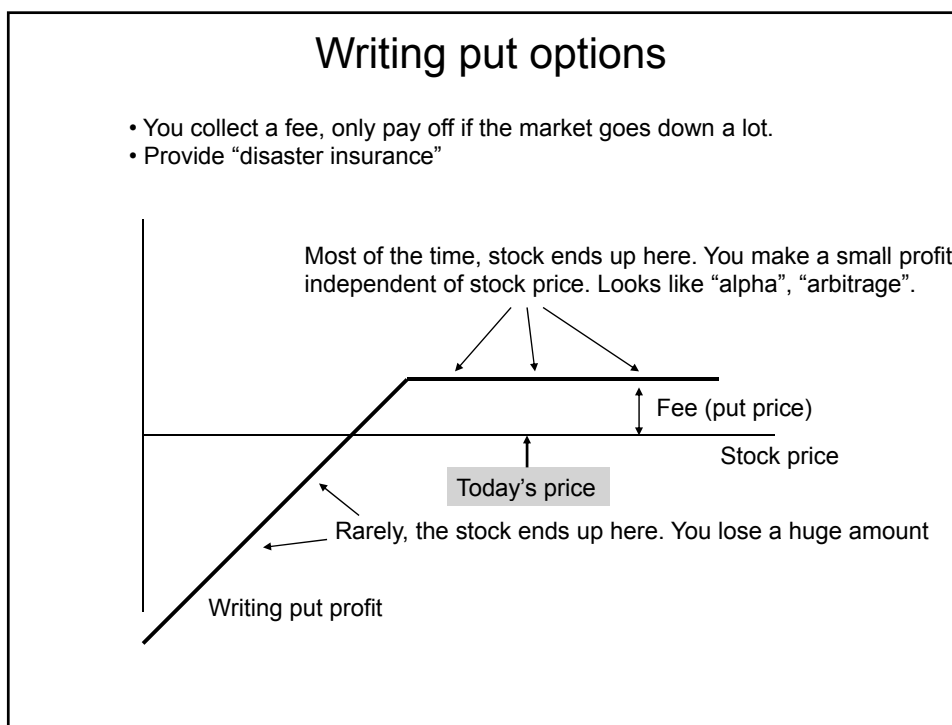 Writing put options
• You collect a fee, only pay off if the market goes down a lot.
• Provide “disaster insurance”
Most of the time, stock ends up here. You make a small profit
independent of stock price. Looks like “alpha”, “arbitrage”.
Fee (put price)
Stock price
Today’s price
Rarely, the stock ends up here. You lose a huge amount
Writing put profit